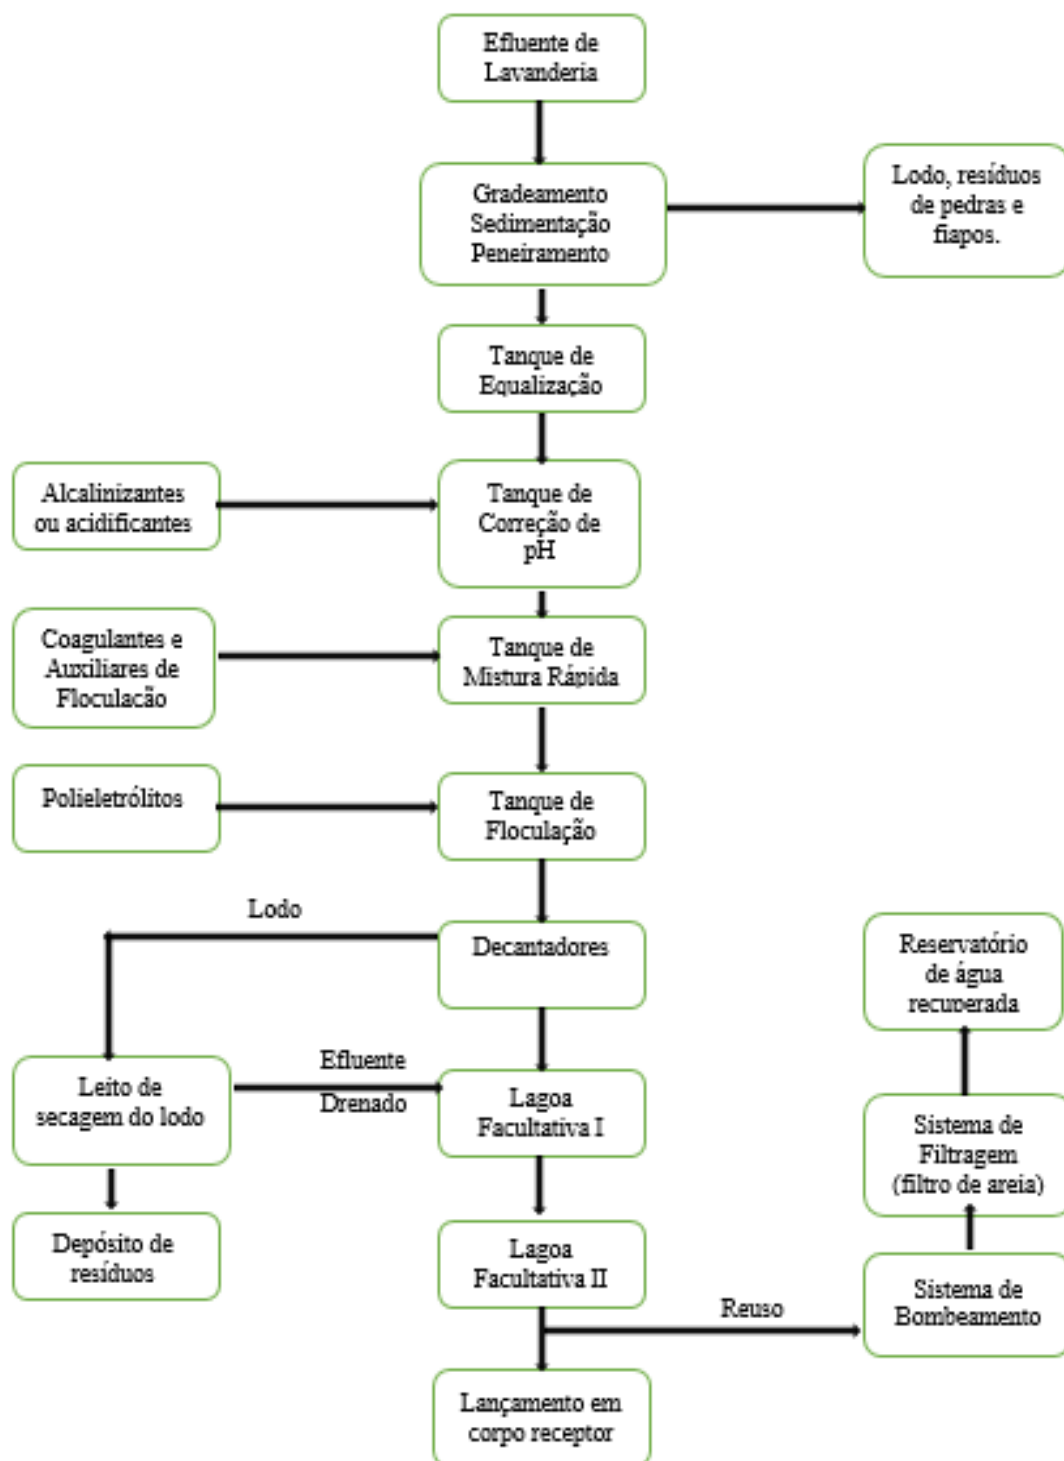 Efluente de
Lavanderia
Gradeamento
Sedimentação
Peneiramento
Lodo, resíduos
de pedras e
fiapos.
Tanque de
Equalização
Alcalinizantes
ou acidificantes
Tanque de
Correção de
pH
Coagulantes e
Auxiliares de
Floculação
Tanque de
Mistura Rápida
Polieletrólitos
Tanque de
Floculação
Lodo
Decantadores
Reservatório
de água
recuperada
Leito de
secagem do lodo
Efluente
Drenado
Lagoa
Facultativa I
Sistema de
Filtragem
(filtro de areia)
Depósito de
resíduos
Lagoa
Facultativa II
Reuso
Sistema de
Bombeamento
Lançamento em
corpo receptor